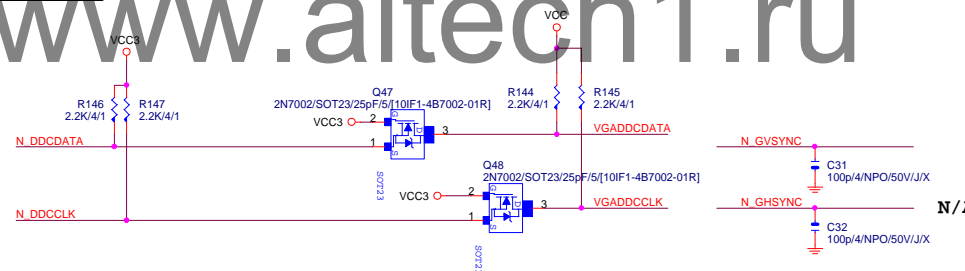 www.altech1.ru
VCC3
VCC
R146
2.2K/4/1
R147
2.2K/4/1
Q47
2N7002/SOT23/25pF/5/[10IF1-4B7002-01R]
R144
2.2K/4/1
R145
2.2K/4/1
VCC3
2
G
D
3
VGADDCDATA
N_DDCDATA
1
S
SOT23
N_GVSYNC
C31
100p/4/NPO/50V/J/X
Q48
2N7002/SOT23/25pF/5/[10IF1-4B7002-01R]
VCC3
2
G
D
3
VGADDCCLK
N_DDCCLK
1
S
N_GHSYNC
C32
100p/4/NPO/50V/J/X